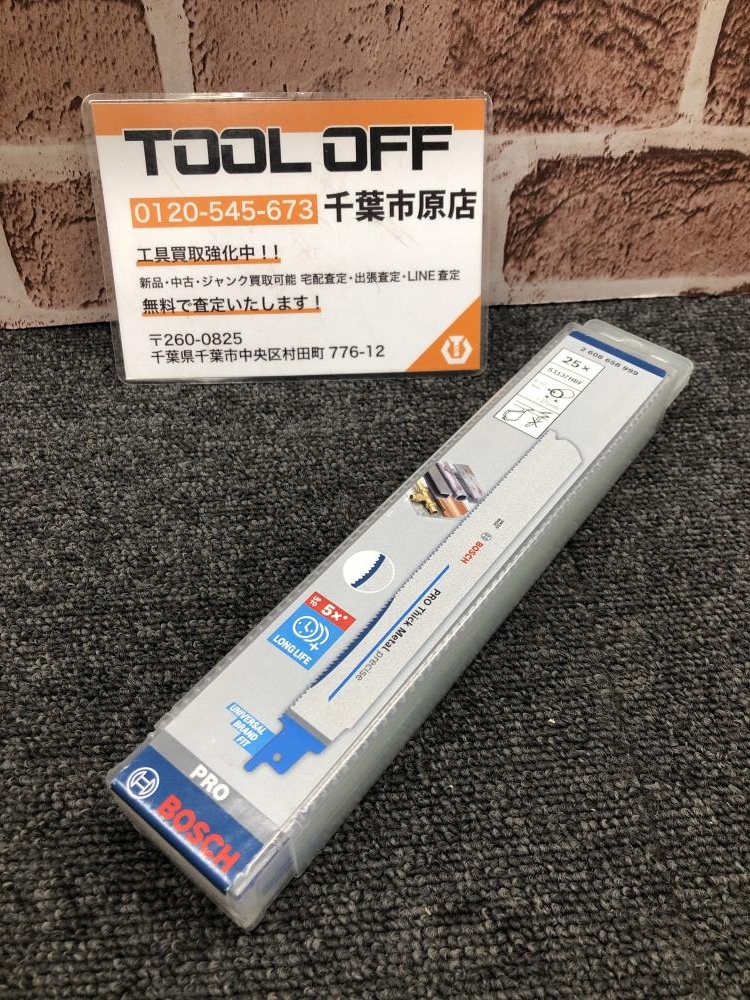 TOOL OFF
0120-545-673 千葉市原店
工具買取強化中！！
新品・中古・ジャンク買取可能 宅配査定・出張査定・LINE査定
無料で査定いたします！
〒260-0825
千葉県千葉市中央区村田町 776-12
2 608 658 999
25×
BOSCH
PRO Thick Metal precise
UP TO 5×*
LONG LIFE
UNIVERSAL
BRAND
FIT
PRO
BOSCH